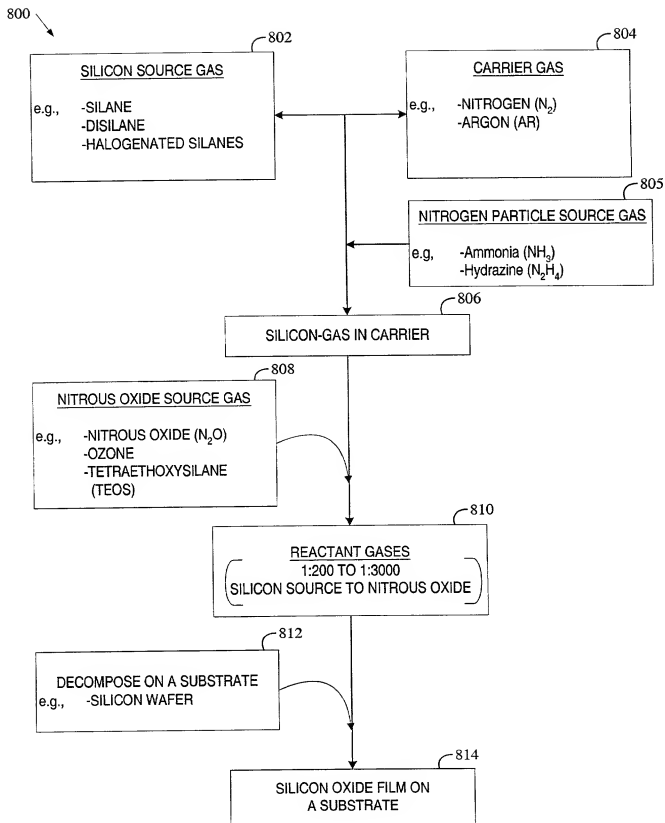 800
802
SILICON SOURCE GAS
e.g., -SILANE
-DISILANE
-HALOGENATED SILANES
804
CARRIER GAS
e.g., -NITROGEN (N₂)
-ARGON (AR)
805
NITROGEN PARTICLE SOURCE GAS
e.g, -Ammonia (NH₃)
-Hydrazine (N₂H₄)
806
SILICON-GAS IN CARRIER
808
NITROUS OXIDE SOURCE GAS
e.g., -NITROUS OXIDE (N₂O)
-OZONE
-TETRAETHOXYSILANE
(TEOS)
810
REACTANT GASES
1:200 TO 1:3000
SILICON SOURCE TO NITROUS OXIDE
812
DECOMPOSE ON A SUBSTRATE
e.g., -SILICON WAFER
814
SILICON OXIDE FILM ON
A SUBSTRATE